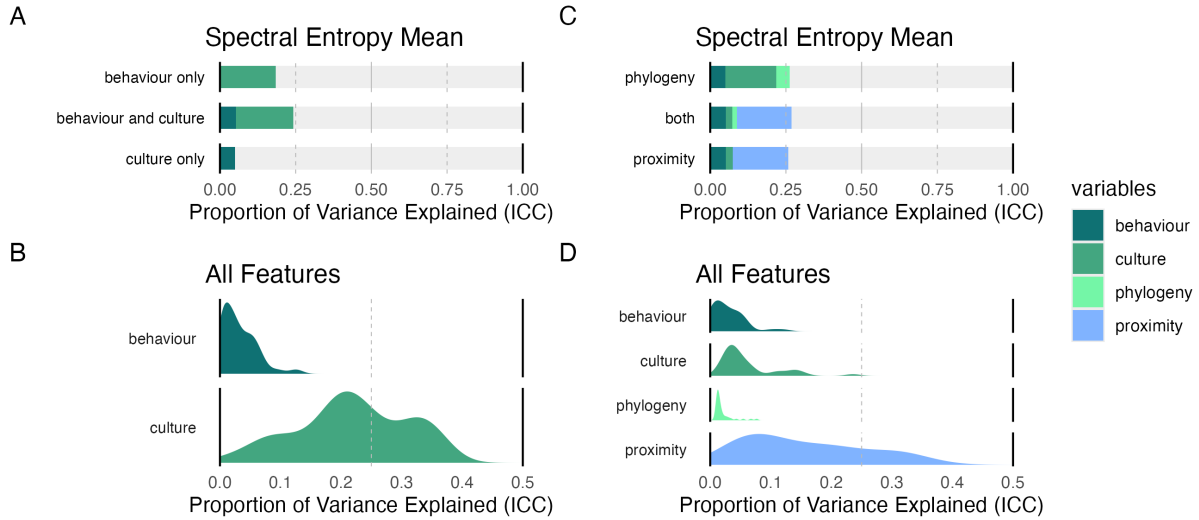 A
Spectral Entropy Mean
behaviour only
behaviour and culture
culture only
0.00 0.25 0.50 0.75 1.00
Proportion of Variance Explained (ICC)
B
All Features
behaviour
culture
0.0 0.1 0.2 0.3 0.4 0.5
Proportion of Variance Explained (ICC)
C
Spectral Entropy Mean
phylogeny
both
proximity
0.00 0.25 0.50 0.75 1.00
Proportion of Variance Explained (ICC)
D
All Features
behaviour
culture
phylogeny
proximity
0.0 0.1 0.2 0.3 0.4 0.5
Proportion of Variance Explained (ICC)
variables
behaviour
culture
phylogeny
proximity